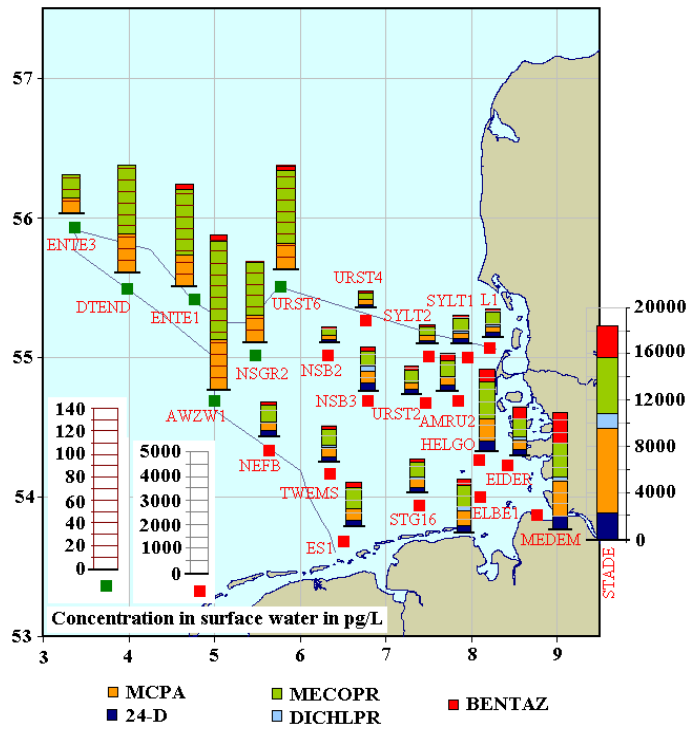 57
56
55
54
53
3 4 5 6 7 8 9
ENTE3
DTEND
ENTE1
URST6
URST4
SYLT2
SYLT1 L1
NSGR2
NSB2
NSB3
URST2
AMRU2
AWZW1
HELGO
NEFB
TWEMS
EIDER
STG16
ELBE1
ES1
MEDEM
STADE
20000
16000
12000
8000
4000
0
140
120
100
80
60
40
20
0
5000
4000
3000
2000
1000
0
Concentration in surface water in pg/L
MCPA MECOPR BENTAZ
24-D DICHLPR